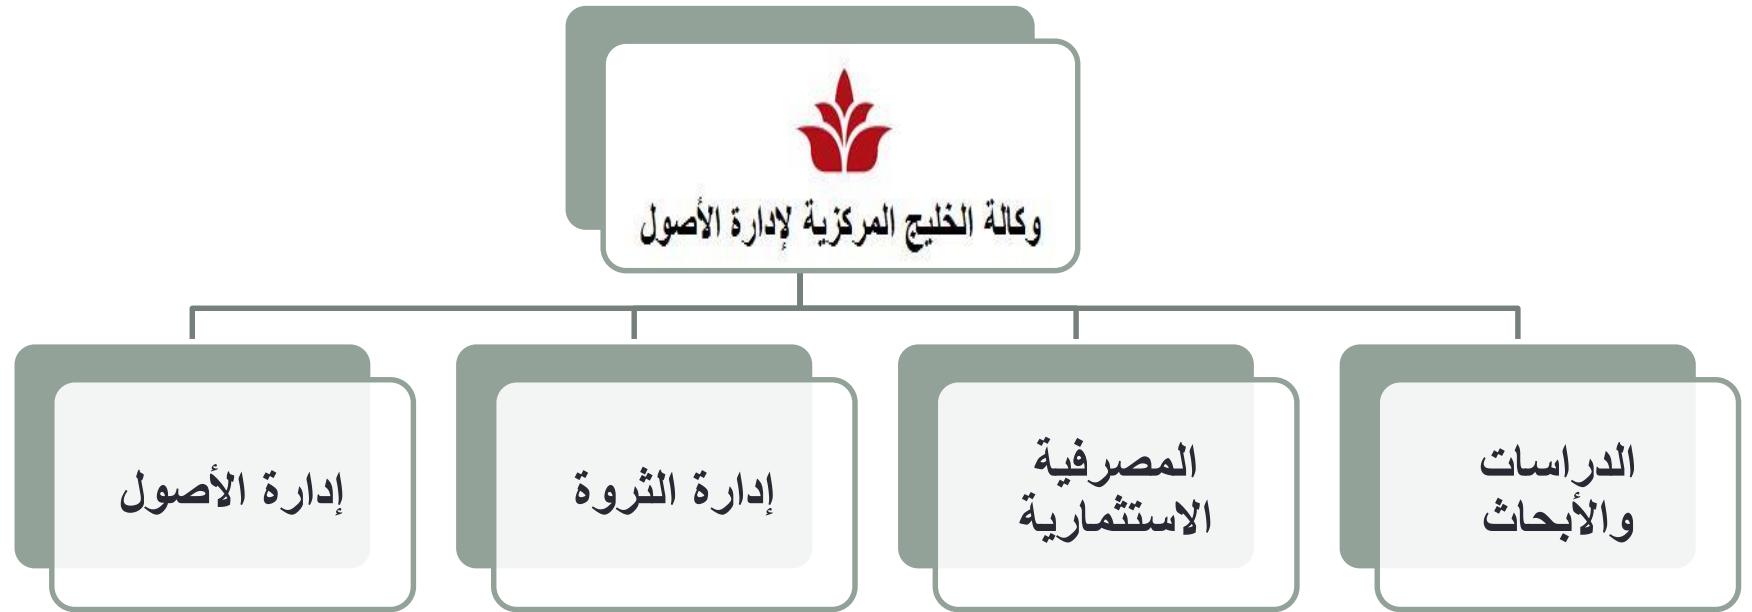 وكالة الخليج المركزية لإدارة الأصول
الدراسات
والأبحاث
المصرفية
الاستثمارية
إدارة الثروة
إدارة الأصول